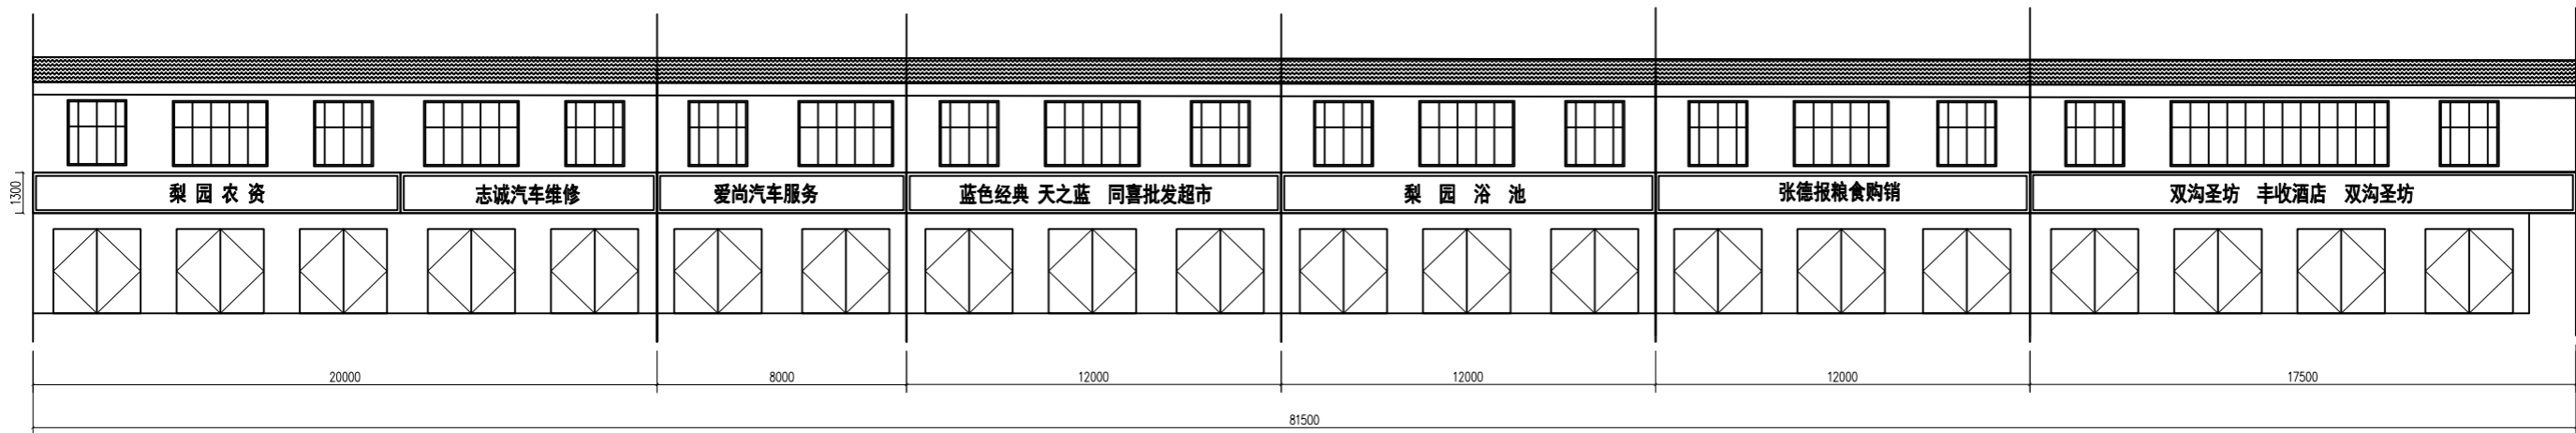 1300
梨 园 农 资
志诚汽车维修
爱尚汽车服务
蓝色经典 天之蓝 同喜批发超市
梨 园 浴 池
张德报粮食购销
双沟圣坊 丰收酒店 双沟圣坊
20000
8000
12000
12000
12000
17500
81500